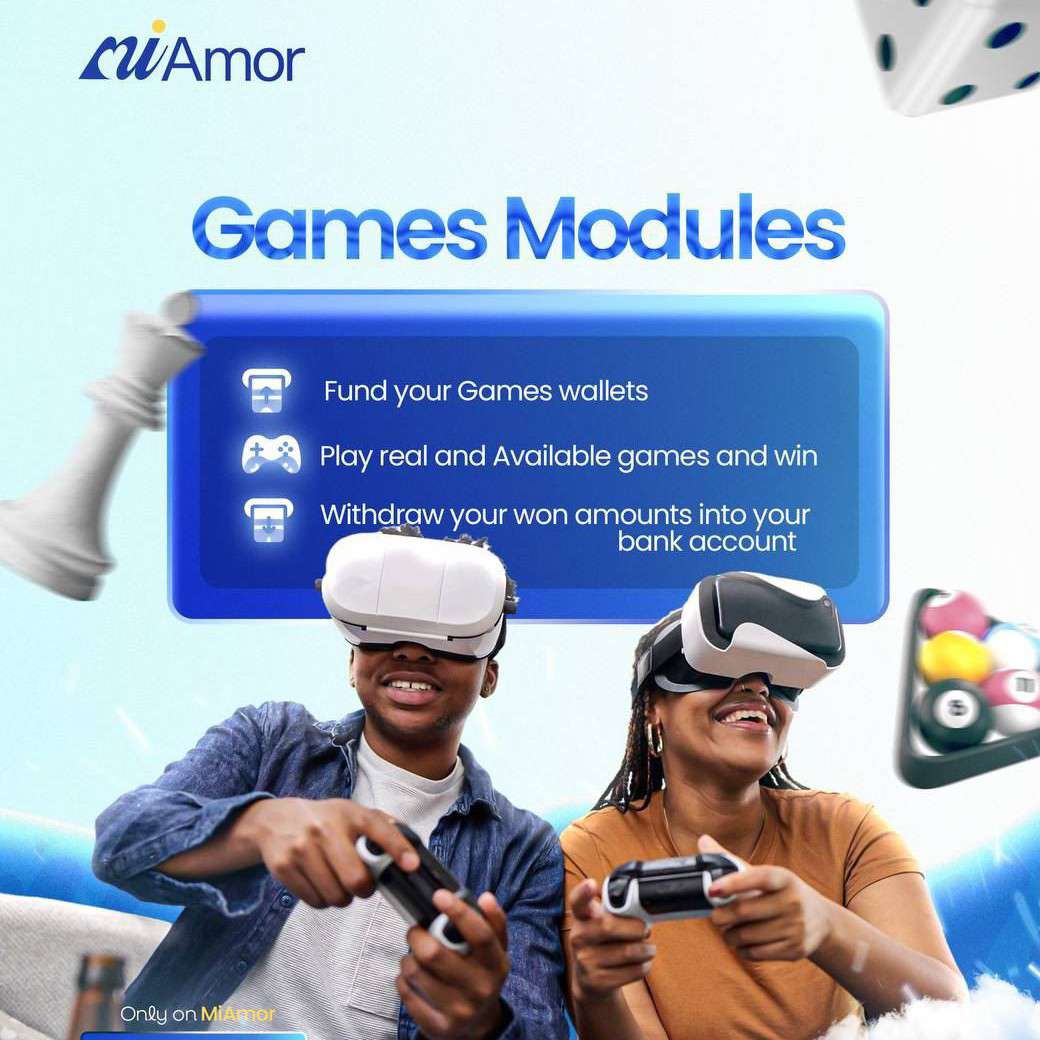 miAmor
Games Modules
Fund your Games wallets
Play real and Available games and win
Withdraw your won amounts into your
bank account
Only on MiAmor